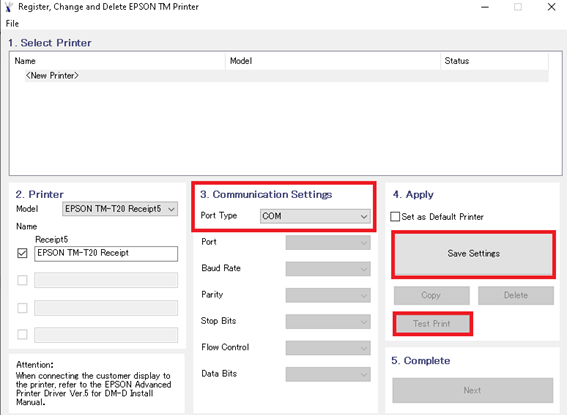 Register, Change and Delete EPSON TM Printer
File
1. Select Printer
Name Model Status
<New Printer>
2. Printer
Model EPSON TM-T20 Receipt5
Name
Receipt5
EPSON TM-T20 Receipt
Attention:
When connecting the customer display to
the printer, refer to the EPSON Advanced
Printer Driver Ver.5 for DM-D Install
Manual.
3. Communication Settings
Port Type COM
Port
Baud Rate
Parity
Stop Bits
Flow Control
Data Bits
4. Apply
Set as Default Printer
Save Settings
Copy Delete
Test Print
5. Complete
Next